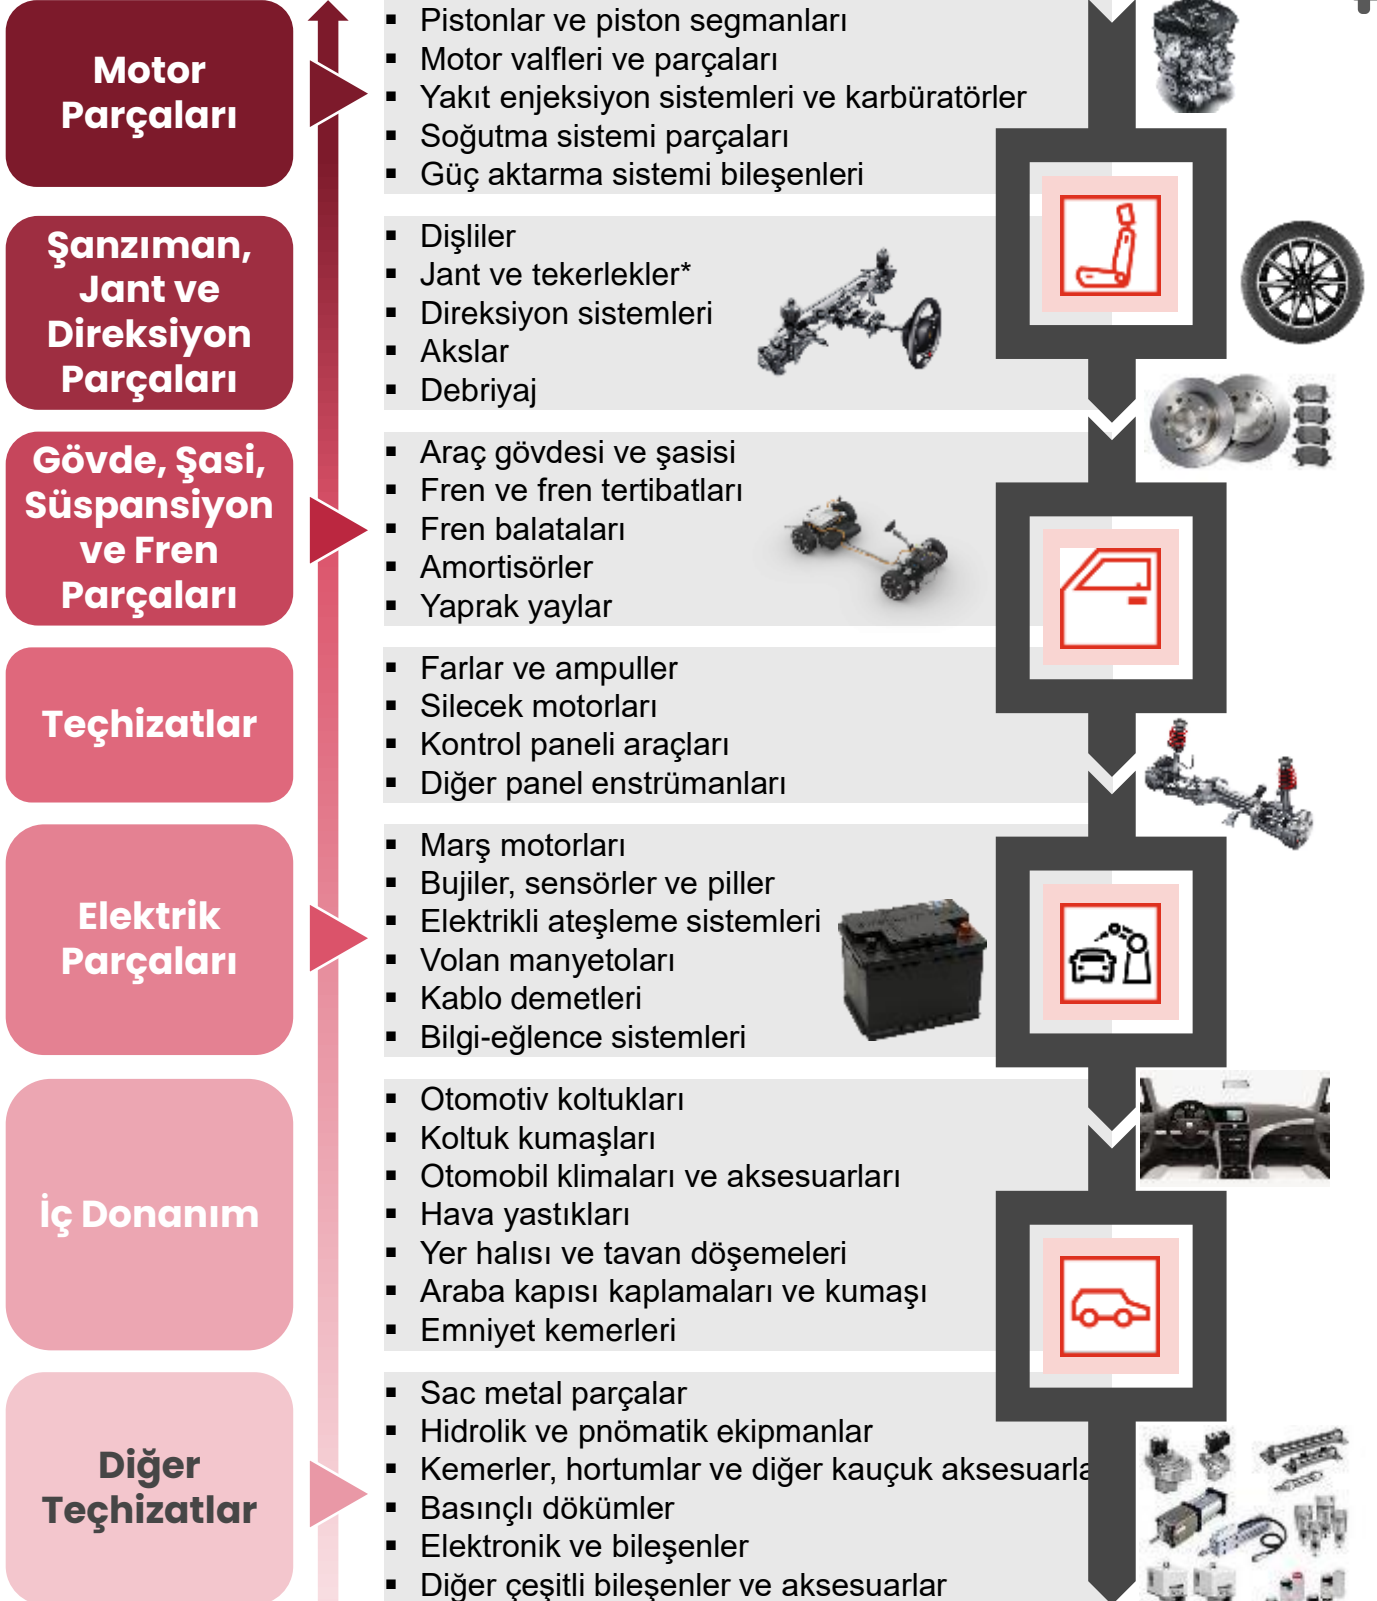 Motor
Parçaları
Pistonlar ve piston segmanları
Motor valfleri ve parçaları
Yakıt enjeksiyon sistemleri ve karbüratörler
Soğutma sistemi parçaları
Güç aktarma sistemi bileşenleri
Şanzıman,
Jant ve
Direksiyon
Parçaları
Dişliler
Jant ve tekerlekler*
Direksiyon sistemleri
Akslar
Debriyaj
Gövde, Şasi,
Süspansiyon
ve Fren
Parçaları
Araç gövdesi ve şasisi
Fren ve fren tertibatları
Fren balataları
Amortisörler
Yaprak yaylar
Teçhizatlar
Farlar ve ampuller
Silecek motorları
Kontrol paneli araçları
Diğer panel enstrümanları
Elektrik
Parçaları
Marş motorları
Bujiler, sensörler ve piller
Elektrikli ateşleme sistemleri
Volan manyetoları
Kablo demetleri
Bilgi-eğlence sistemleri
İç Donanım
Otomotiv koltukları
Koltuk kumaşları
Otomobil klimaları ve aksesuarları
Hava yastıkları
Yer halısı ve tavan döşemeleri
Araba kapısı kaplamaları ve kumaşı
Emniyet kemerleri
Diğer
Teçhizatlar
Sac metal parçalar
Hidrolik ve pnömatik ekipmanlar
Kemerler, hortumlar ve diğer kauçuk aksesuarla
Basınçlı dökümler
Elektronik ve bileşenler
Diğer çeşitli bileşenler ve aksesuarlar